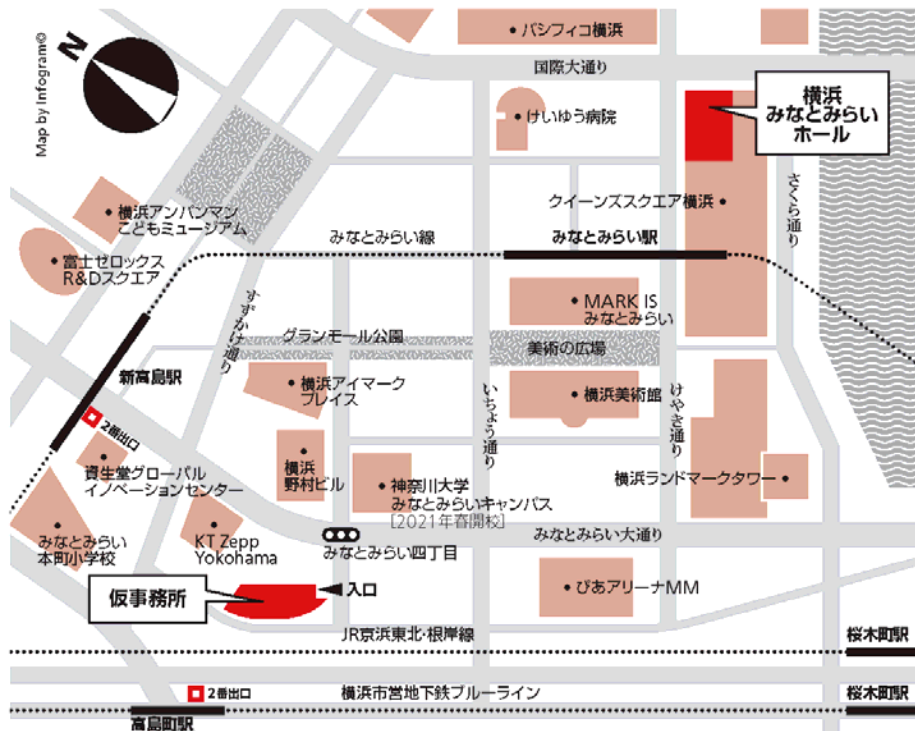 パシフィコ横浜
国際大通り
Map by Infogram©
N
けいゆう病院
横浜
みなとみらい
ホール
さくら通り
クイーンズスクエア横浜
横浜アンパンマン
こどもミュージアム
みなとみらい線
みなとみらい駅
富士ゼロックス
R&Dスクエア
すずかけ通り
MARK IS
みなとみらい
グランモール公園
美術の広場
新高島駅
横浜アイマーク
プレイス
いちょう通り
横浜美術館
けやき通り
2番出口
資生堂グローバル
イノベーションセンター
横浜
野村ビル
神奈川大学
みなとみらいキャンパス
[2021年春開校]
横浜ランドマークタワー
みなとみらい
本町小学校
KT Zepp
Yokohama
みなとみらい四丁目
みなとみらい大通り
仮事務所
入口
ぴあアリーナMM
JR京浜東北・根岸線
桜木町駅
2番出口
横浜市営地下鉄ブルーライン
桜木町駅
高島町駅